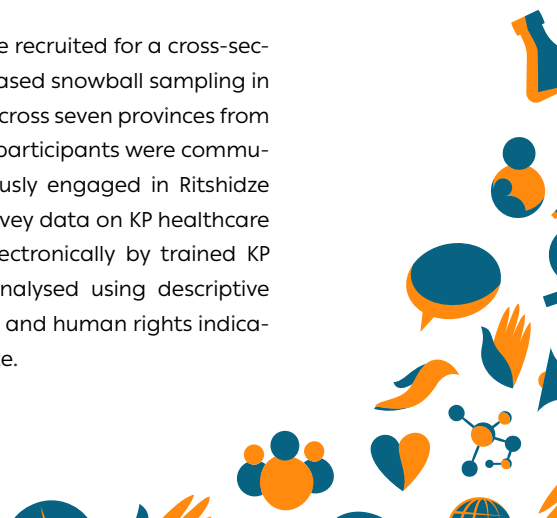 e recruited for a cross-sec-
ased snowball sampling in
cross seven provinces from
participants were commu-
usly engaged in Ritshidze
vey data on KP healthcare
ectronically by trained KP
nalysed using descriptive
and human rights indica-
e.